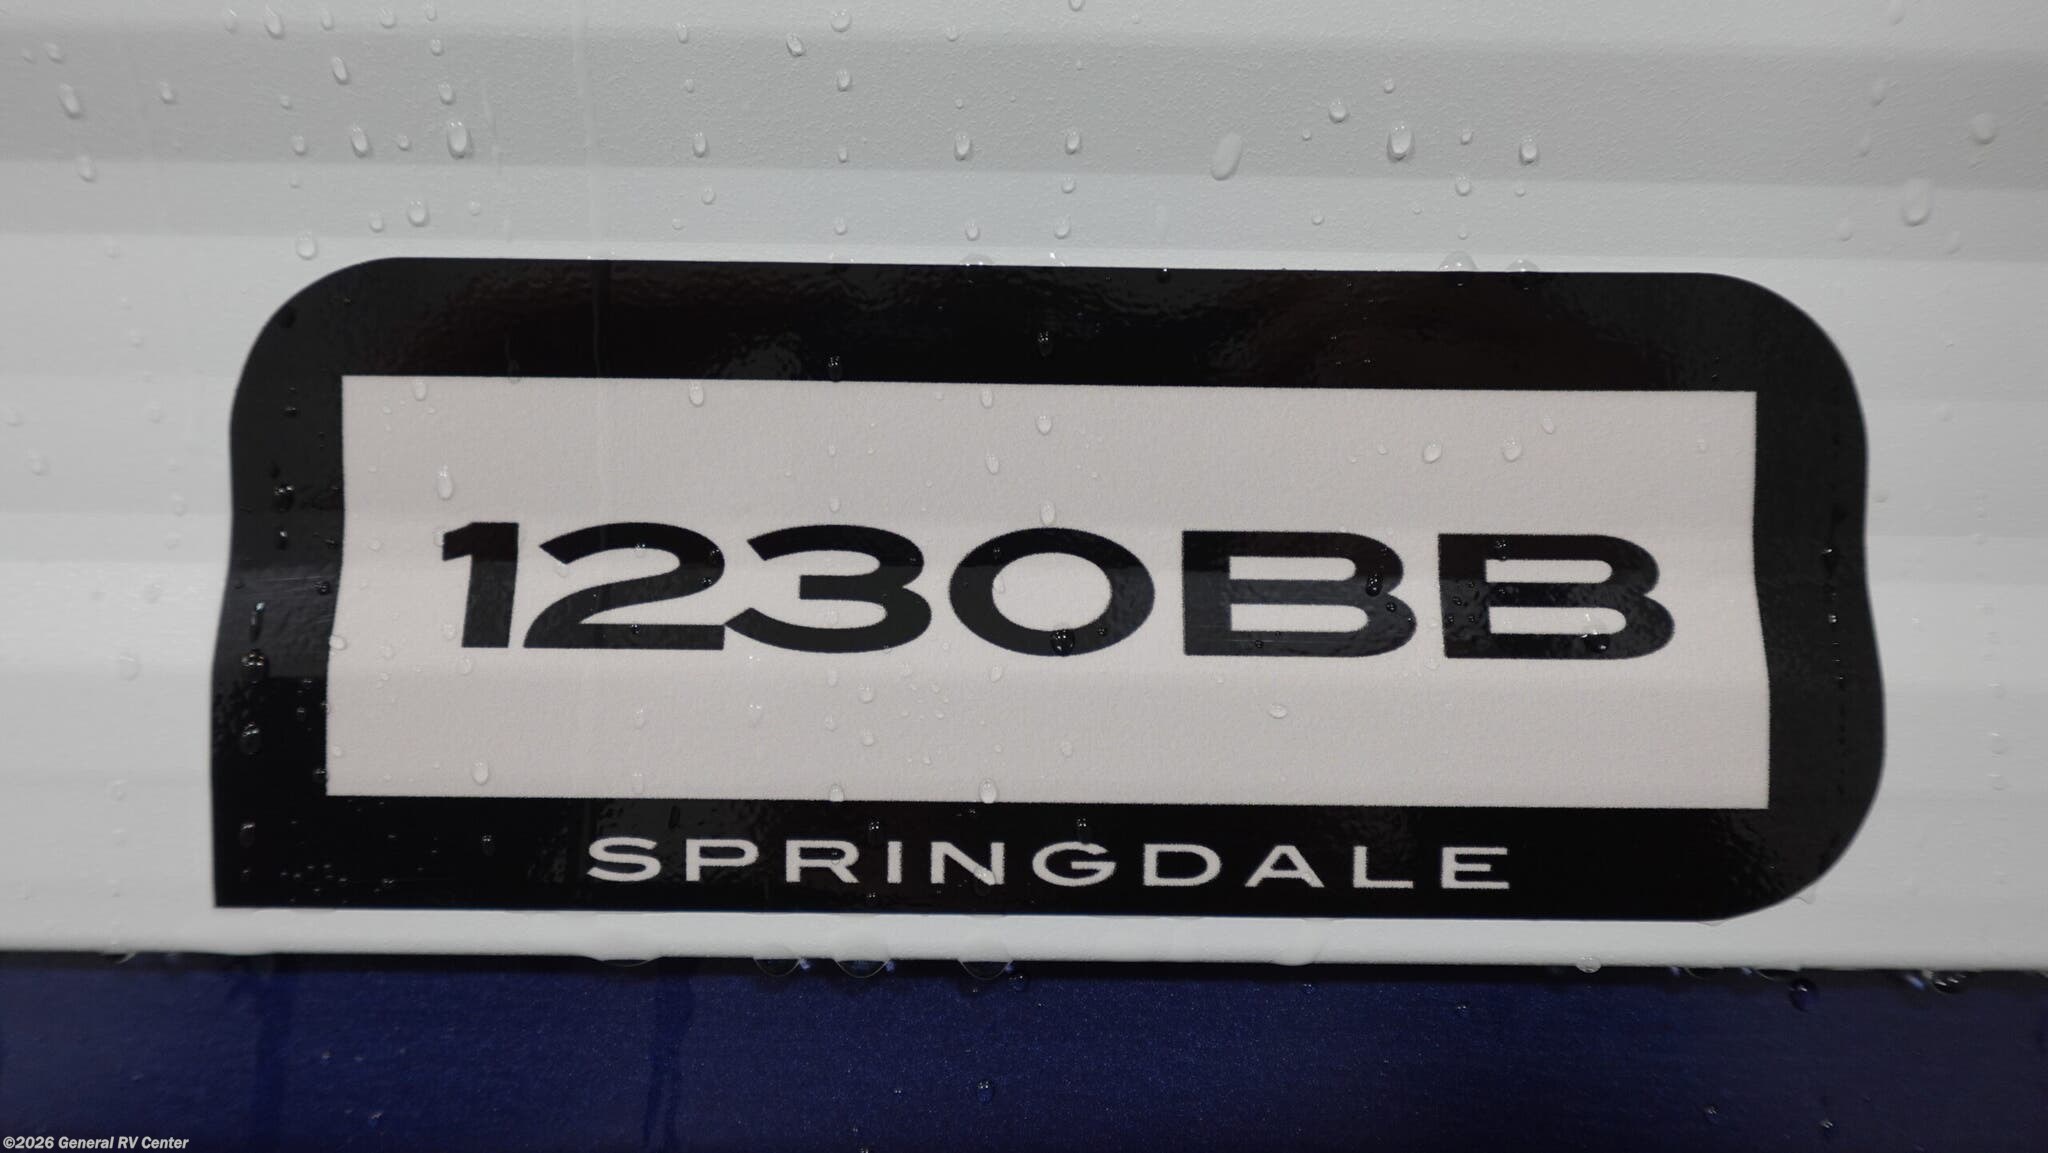 1230BB
SPRINGDALE
©2026 General RV Center